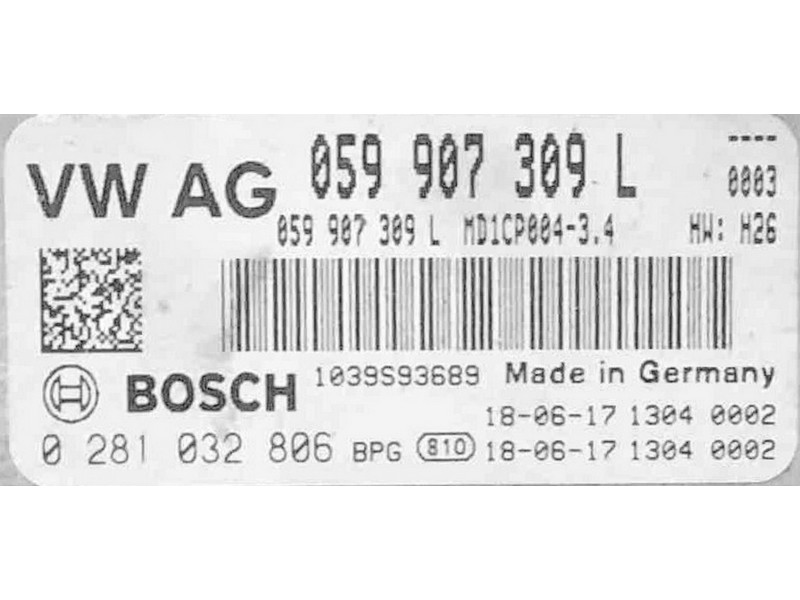 VW AG 059 907 309 L ----
0003
059 907 309 L MD1CP004-3.4 HW: H26
BOSCH 1039S93689 Made in Germany
18-06-17 1304 0002
0 281 032 806 BPG 810 18-06-17 1304 0002